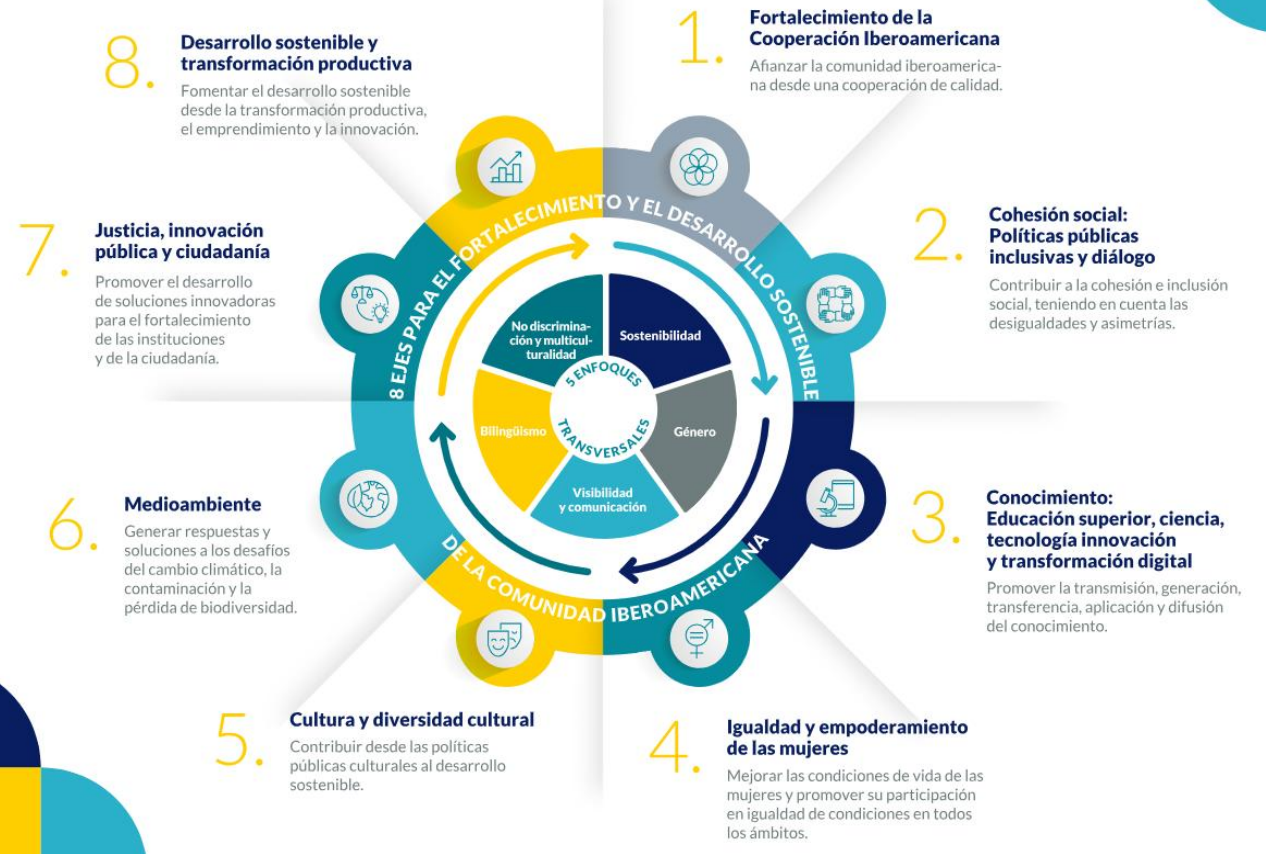 1.
Fortalecimiento de la
Cooperación Iberoamericana
Afianzar la comunidad iberoamerica-
na desde una cooperación de calidad.
2.
Cohesión social:
Políticas públicas
inclusivas y diálogo
Contribuir a la cohesión e inclusión
social, teniendo en cuenta las
desigualdades y asimetrías.
3.
Conocimiento:
Educación superior, ciencia,
tecnología innovación
y transformación digital
Promover la transmisión, generación,
transferencia, aplicación y difusión
del conocimiento.
4.
Igualdad y empoderamiento
de las mujeres
Mejorar las condiciones de vida de las
mujeres y promover su participación
en igualdad de condiciones en todos
los ámbitos.
5.
Cultura y diversidad cultural
Contribuir desde las políticas
públicas culturales al desarrollo
sostenible.
6.
Medioambiente
Generar respuestas y
soluciones a los desafíos
del cambio climático, la
contaminación y la
pérdida de biodiversidad.
7.
Justicia, innovación
pública y ciudadanía
Promover el desarrollo
de soluciones innovadoras
para el fortalecimiento
de las instituciones
y de la ciudadanía.
8.
Desarrollo sostenible y
transformación productiva
Fomentar el desarrollo sostenible
desde la transformación productiva,
el emprendimiento y la innovación.
8 EJES PARA EL FORTALECIMIENTO Y EL DESARROLLO SOSTENIBLE
DE LA COMUNIDAD IBEROAMERICANA
5 ENFOQUES
TRANSVERSALES
Sostenibilidad
Género
Visibilidad
y comunicación
Bilingüismo
No discrimina-
ción y multicul-
turalidad